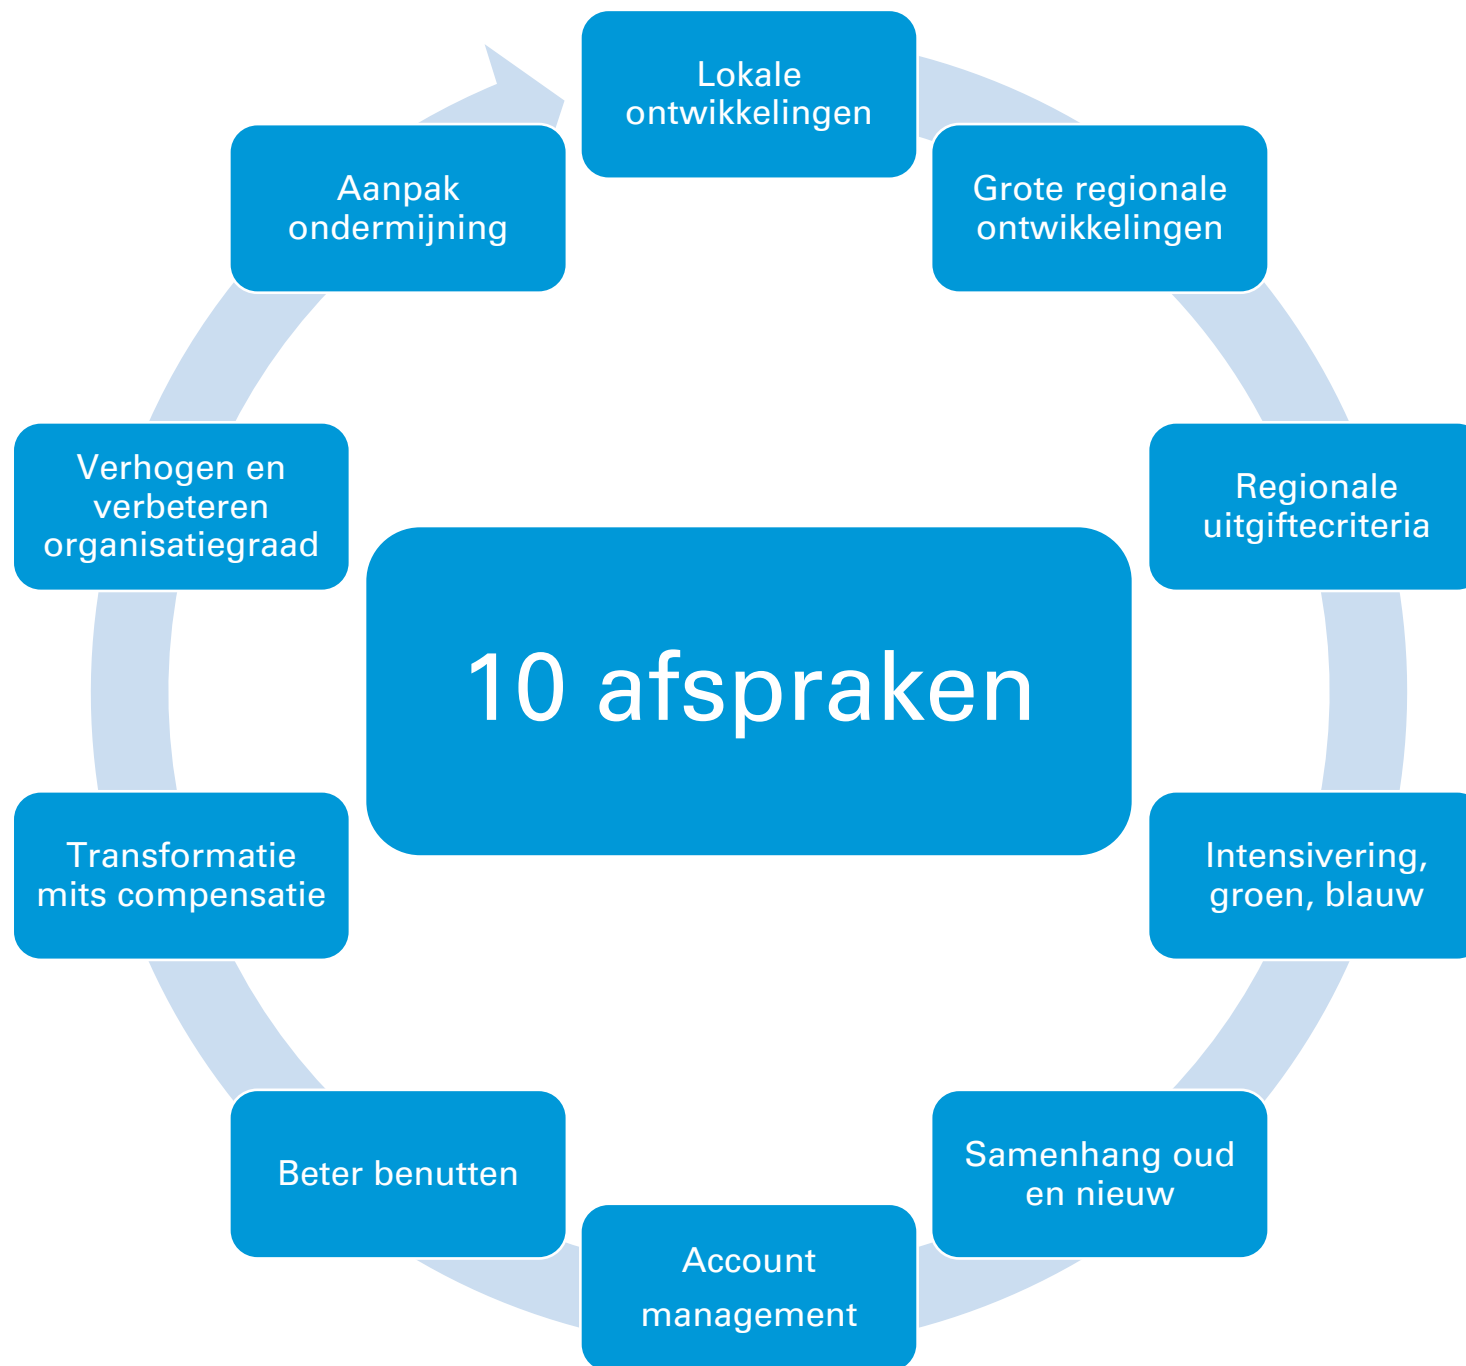 Lokale
ontwikkelingen
Grote regionale
ontwikkelingen
Regionale
uitgiftecriteria
Intensivering,
groen, blauw
Samenhang oud
en nieuw
Account
management
Beter benutten
Transformatie
mits compensatie
Verhogen en
verbeteren
organisatiegraad
Aanpak
ondermijning
10 afspraken